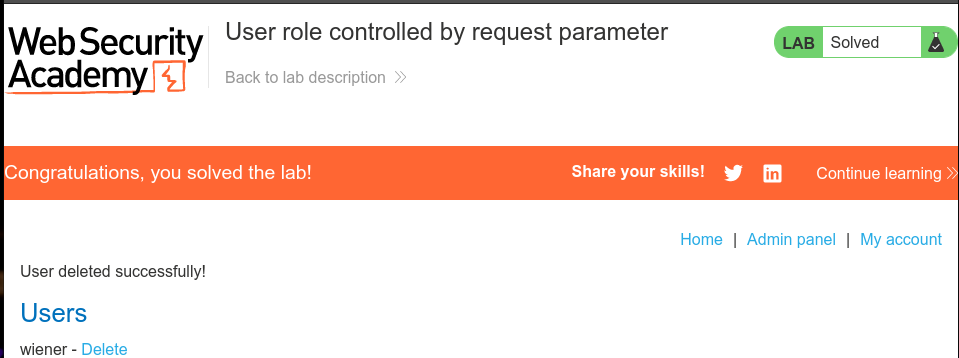 Web Security
Academy
User role controlled by request parameter
Back to lab description
LAB Solved
Congratulations, you solved the lab!
Share your skills!
Continue learning
Home | Admin panel | My account
User deleted successfully!
Users
wiener - Delete